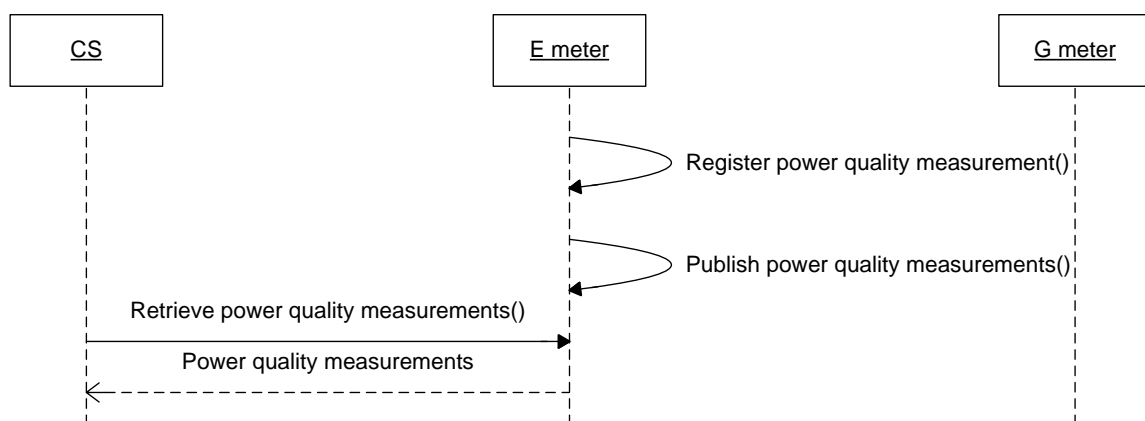 CS
E meter
G meter
Register power quality measurement()
Publish power quality measurements()
Retrieve power quality measurements()
Power quality measurements